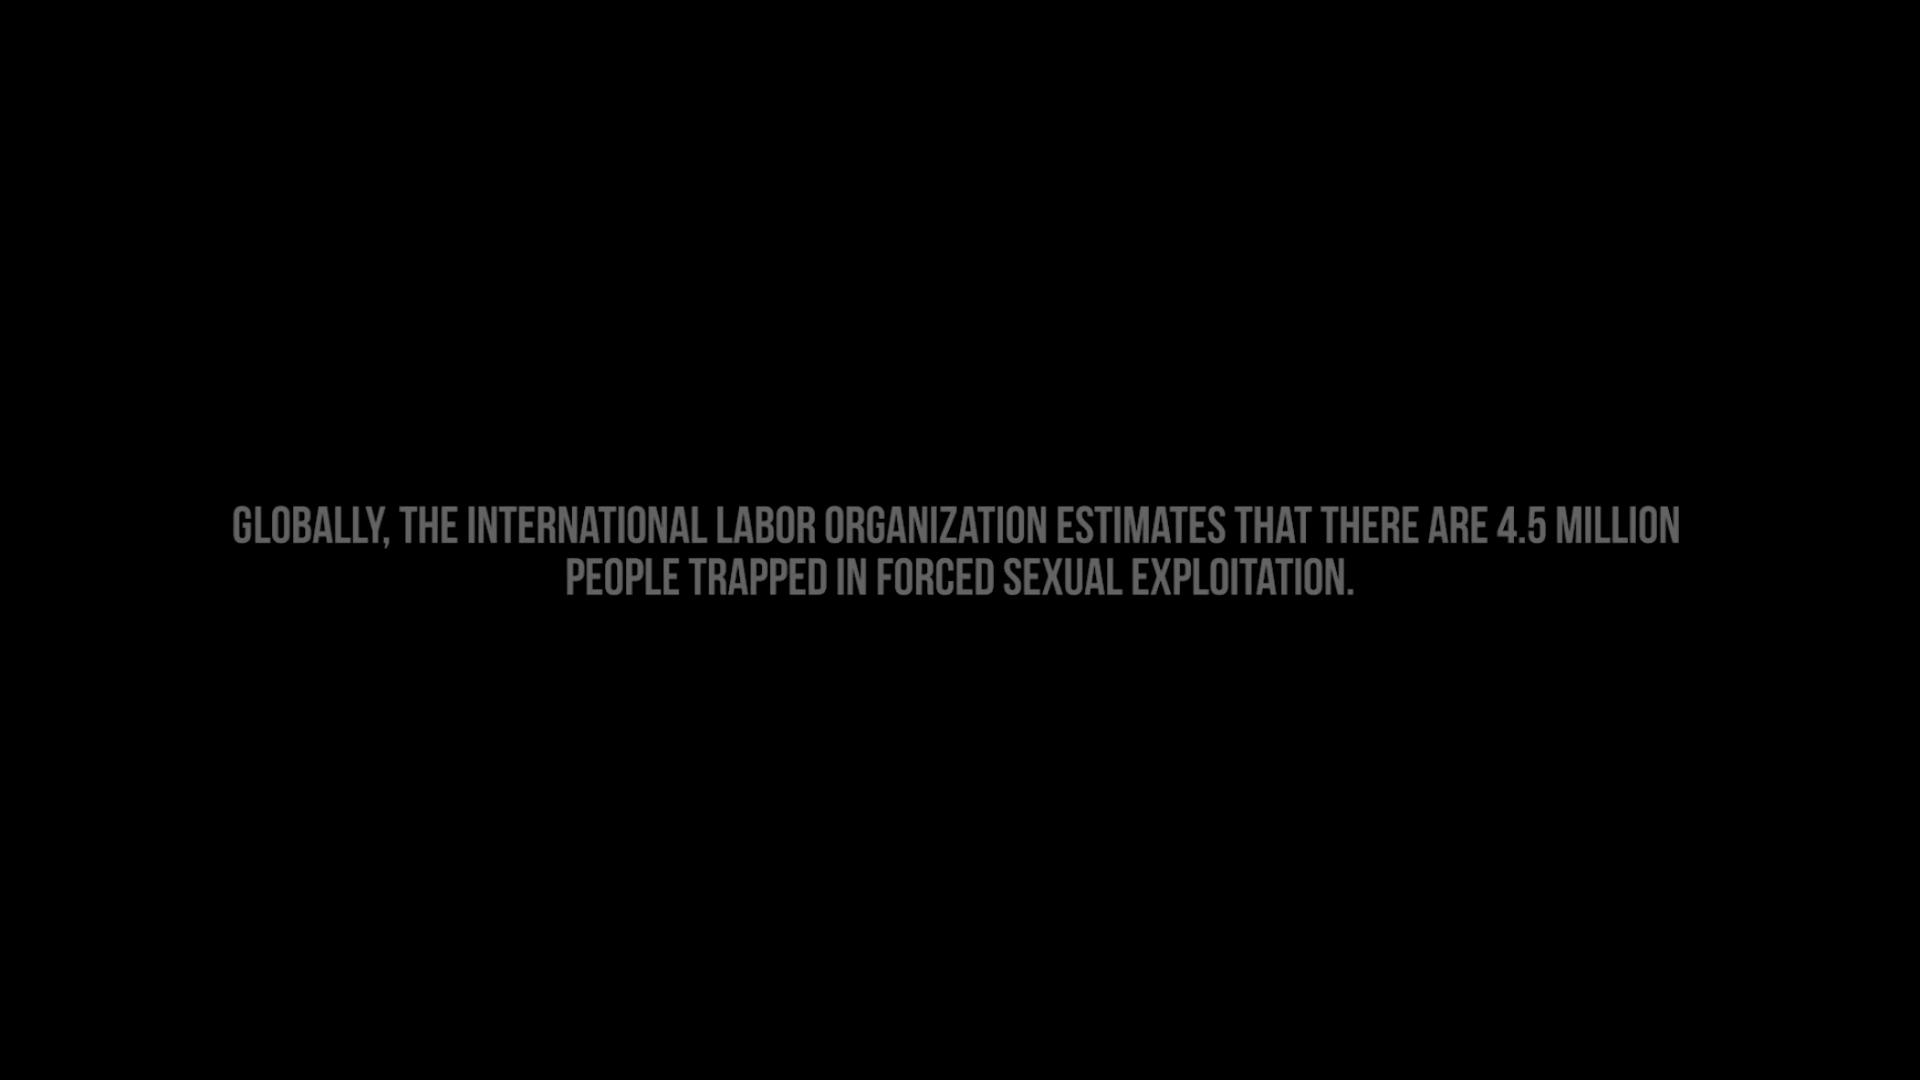 GLOBALLY, THE INTERNATIONAL LABOR ORGANIZATION ESTIMATES THAT THERE ARE 4.5 MILLION
PEOPLE TRAPPED IN FORCED SEXUAL EXPLOITATION.